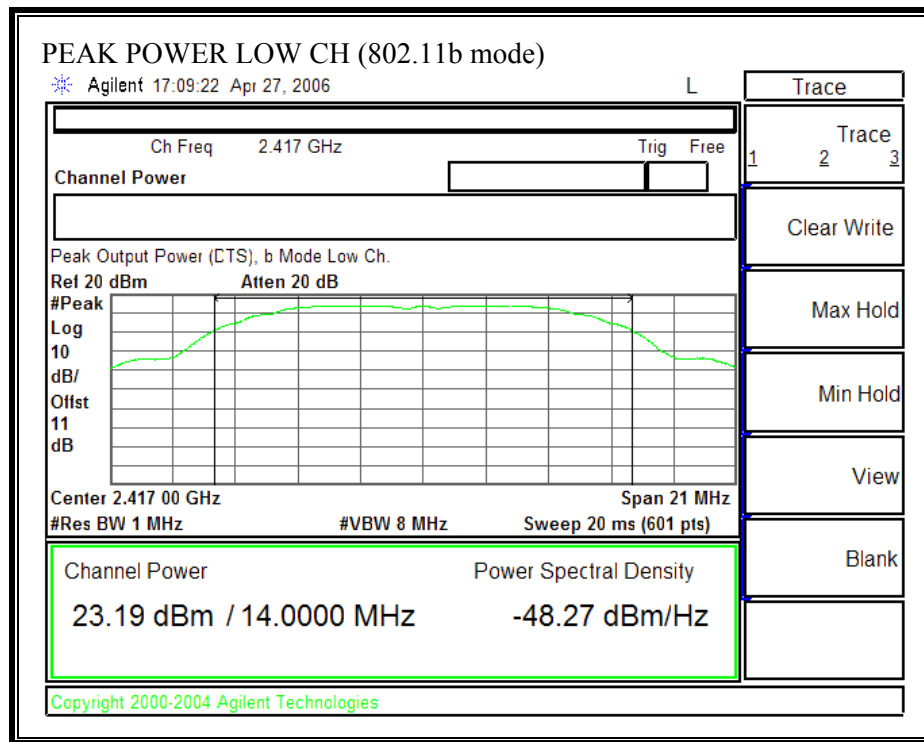 PEAK POWER LOW CH (802.11b mode)
Agilent 17:09:22 Apr 27, 2006 L
Trace
Ch Freq 2.417 GHz Trig Free
Channel Power
Peak Output Power (DTS), b Mode Low Ch.
Ref 20 dBm Atten 20 dB
#Peak
Log
10
dB/
Offst
11
dB
Center 2.417 00 GHz Span 21 MHz
#Res BW 1 MHz #VBW 8 MHz Sweep 20 ms (601 pts)
Channel Power Power Spectral Density
23.19 dBm / 14.0000 MHz -48.27 dBm/Hz
Copyright 2000-2004 Agilent Technologies
Trace
1 2 3
Clear Write
Max Hold
Min Hold
View
Blank